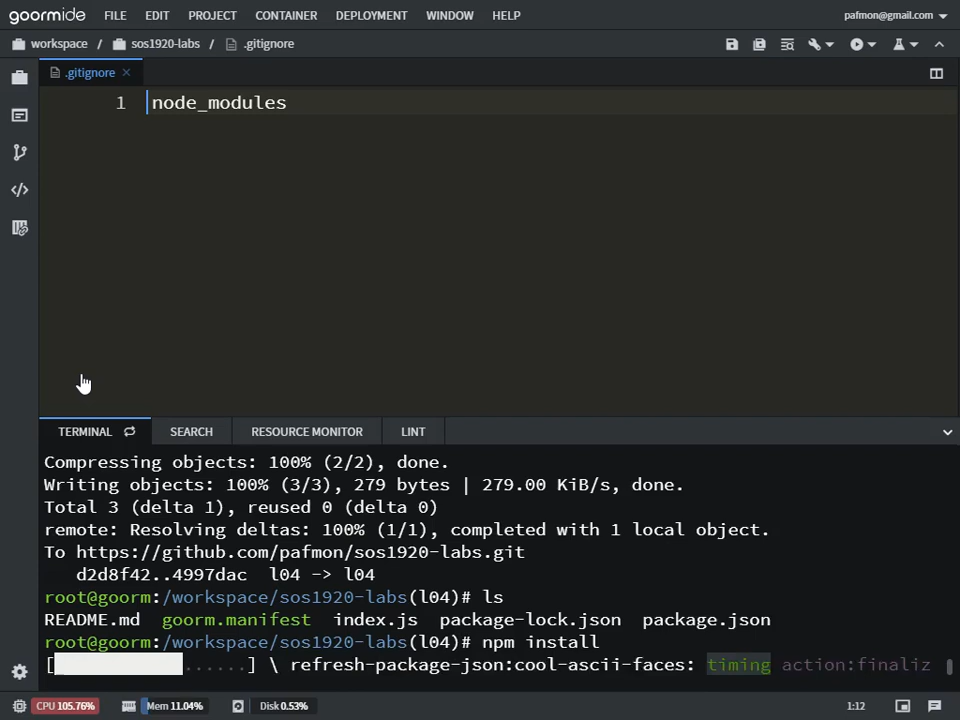 goormide FILE EDIT PROJECT CONTAINER DEPLOYMENT WINDOW HELP pafmon@gmail.com
workspace / sos1920-labs / .gitignore
.gitignore ×
1 node_modules
TERMINAL SEARCH RESOURCE MONITOR LINT
Compressing objects: 100% (2/2), done.
Writing objects: 100% (3/3), 279 bytes | 279.00 KiB/s, done.
Total 3 (delta 1), reused 0 (delta 0)
remote: Resolving deltas: 100% (1/1), completed with 1 local object.
To https://github.com/pafmon/sos1920-labs.git
d2d8f42..4997dac l04 -> l04
root@goorm:/workspace/sos1920-labs(l04)# ls
README.md goorm.manifest index.js package-lock.json package.json
root@goorm:/workspace/sos1920-labs(l04)# npm install
[ ......] \ refresh-package-json:cool-ascii-faces: timing action:finaliz
CPU 105.76% Mem 11.04% Disk 0.53% 1:12